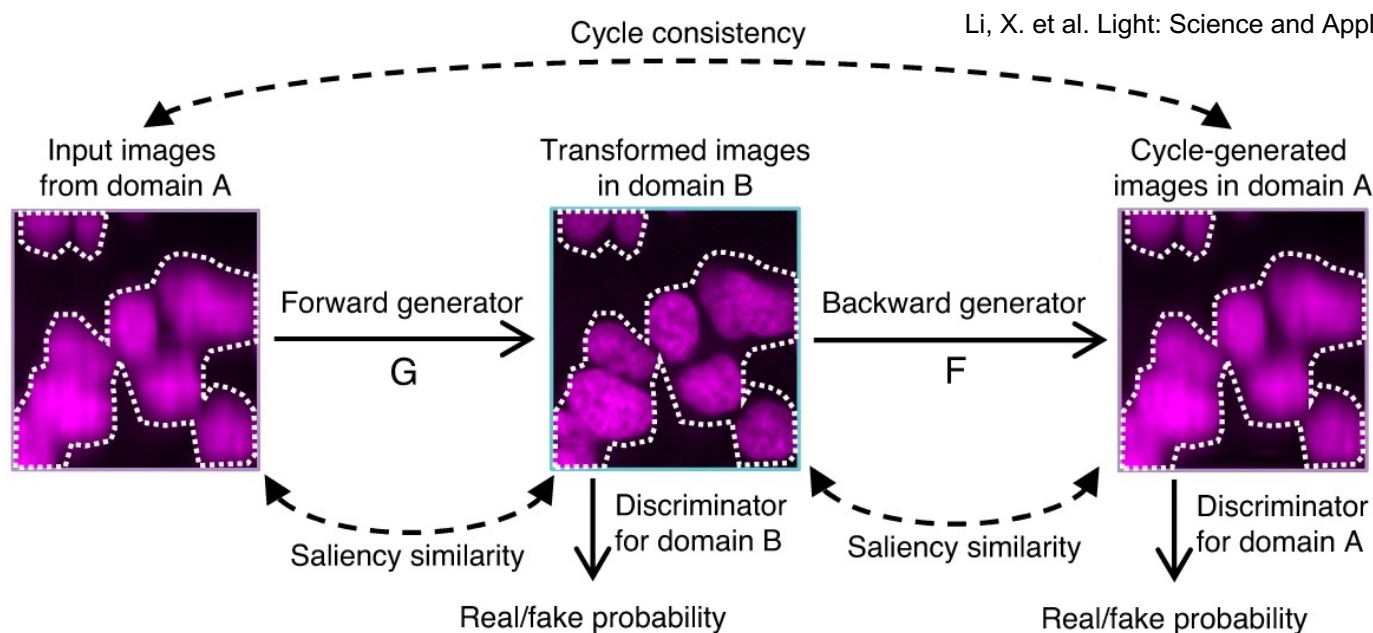 Li, X. et al. Light: Science and Appl
Cycle consistency
Input images
from domain A
Transformed images
in domain B
Cycle-generated
images in domain A
Forward generator
G
Backward generator
F
Saliency similarity
Discriminator
for domain B
Saliency similarity
Discriminator
for domain A
Real/fake probability
Real/fake probability